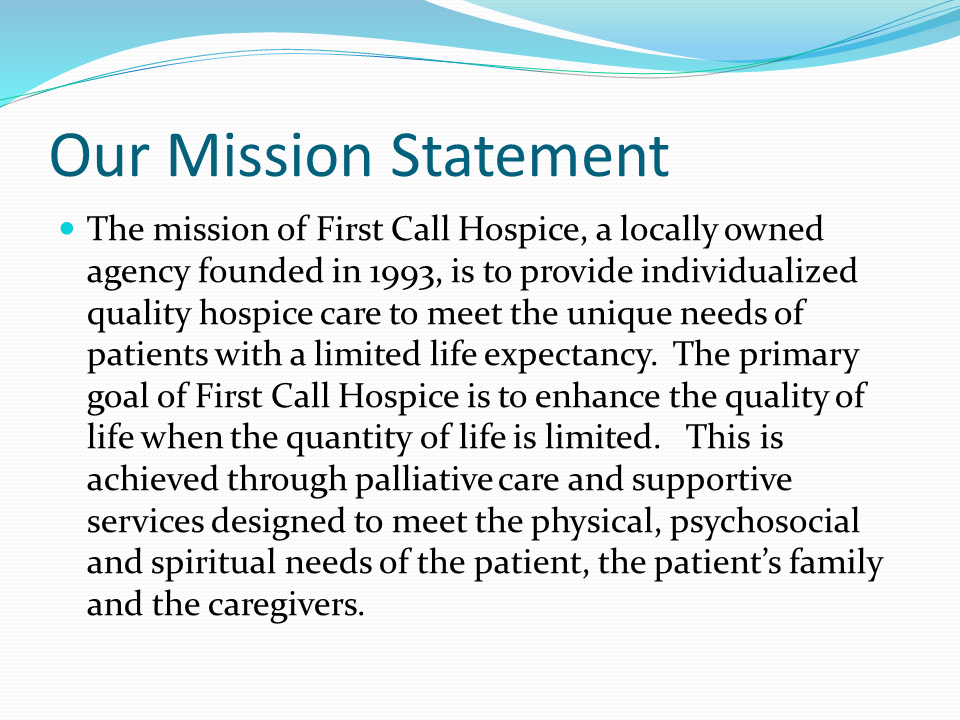 Our Mission Statement
• The mission of First Call Hospice, a locally owned
agency founded in 1993, is to provide individualized
quality hospice care to meet the unique needs of
patients with a limited life expectancy.  The primary
goal of First Call Hospice is to enhance the quality of
life when the quantity of life is limited.   This is
achieved through palliative care and supportive
services designed to meet the physical, psychosocial
and spiritual needs of the patient, the patient’s family
and the caregivers.